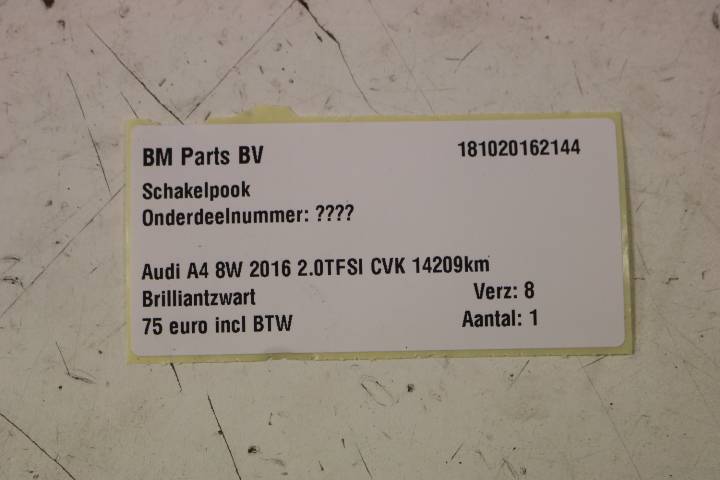 BM Parts BV 181020162144
Schakelpook
Onderdeelnummer: ????
Audi A4 8W 2016 2.0TFSI CVK 14209km
Brilliantzwart Verz: 8
75 euro incl BTW Aantal: 1